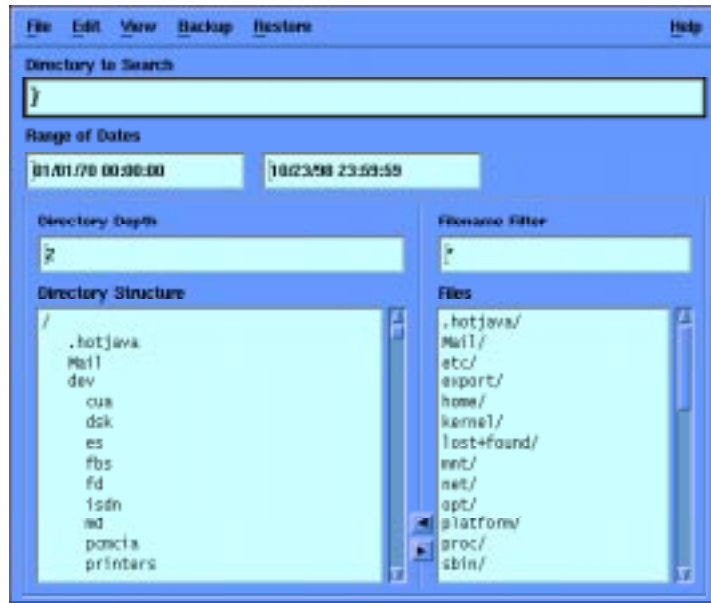 File Edit View Backup Restore Help
Directory to Search
/
Range of Dates
01/01/70 00:00:00 10/23/98 23:59:59
Directory Depth
2
Filename Filter
*
Directory Structure
/
.hotjava
Mail
dev
cua
dsk
es
fbs
fd
isdn
md
pcmcia
printers
Files
.hotjava/
Mail/
etc/
export/
home/
kernel/
lost+found/
mnt/
net/
opt/
platform/
proc/
sbin/